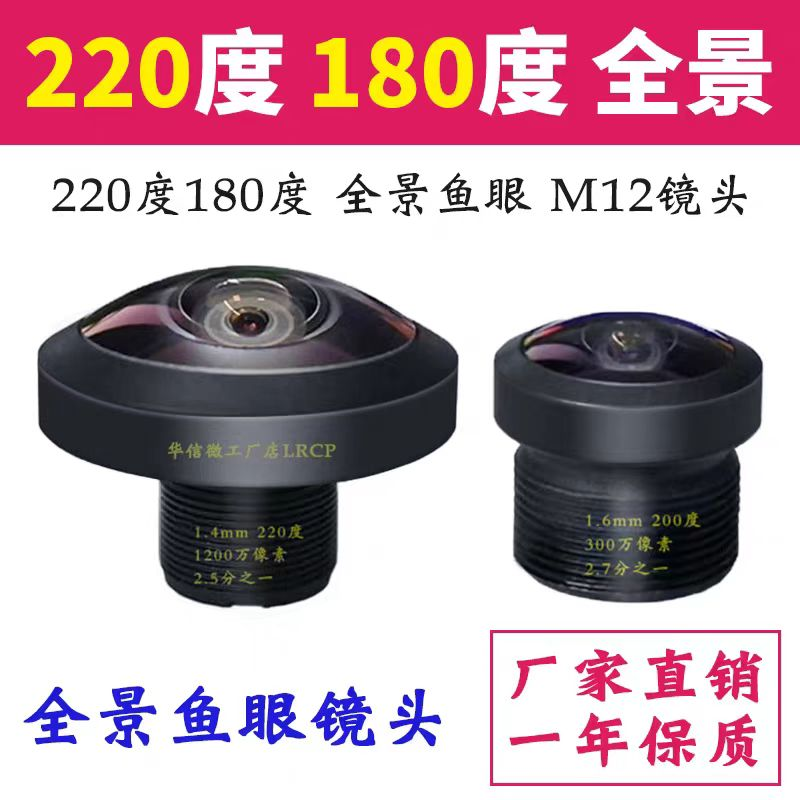 220度 180度 全景
220度180度 全景鱼眼 M12镜头
华信微工厂店LRCP
1.4mm 220度
1200万像素
2.5分之一
1.6mm 200度
300万像素
2.7分之一
全景鱼眼镜头
厂家直销
一年保质